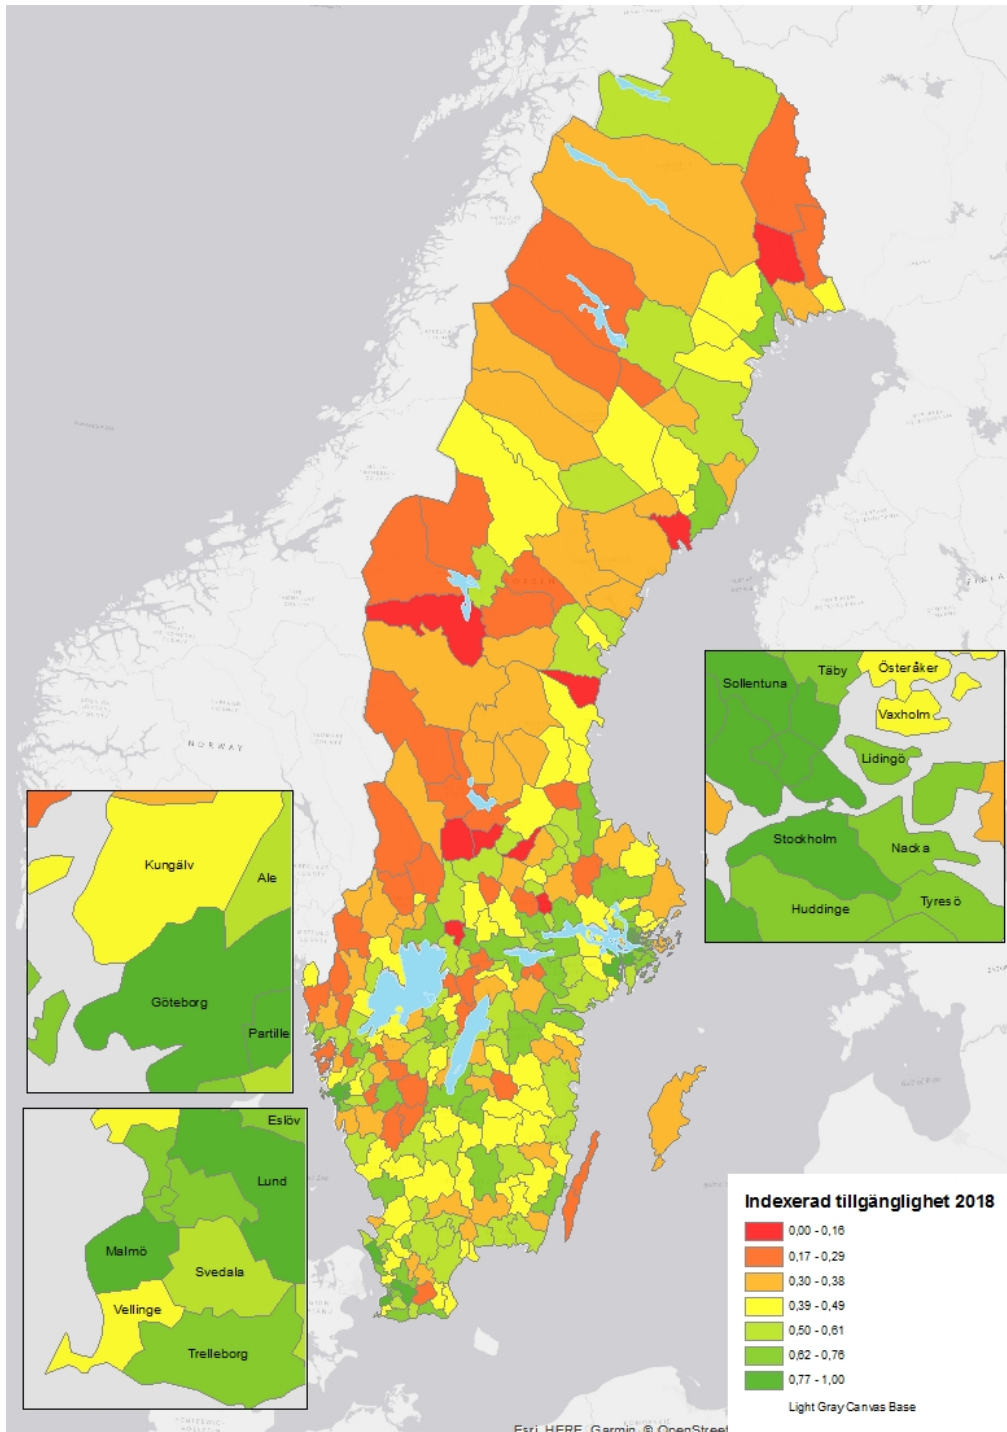 Täby
Österåker
Sollentuna
Vaxholm
Lidingö
Stockholm
Nacka
Huddinge
Tyresö
NORWAY
Kungälv
Ale
Göteborg
Partille
Eslöv
Lund
Malmö
Svedala
Vellinge
Trelleborg
Indexerad tillgänglighet 2018
0,00 - 0,16
0,17 - 0,29
0,30 - 0,38
0,39 - 0,49
0,50 - 0,61
0,62 - 0,76
0,77 - 1,00
Light Gray Canvas Base
Esri, HERE, Garmin, © OpenStreet